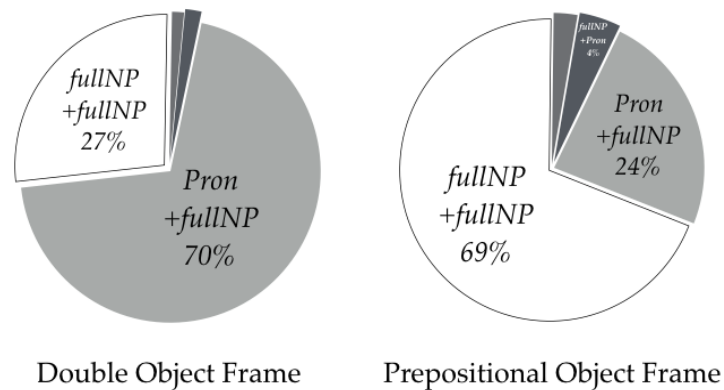 fullNP
+fullNP
27%
Pron
+fullNP
70%
Double Object Frame
fullNP
+Pron
4%
Pron
+fullNP
24%
fullNP
+fullNP
69%
Prepositional Object Frame